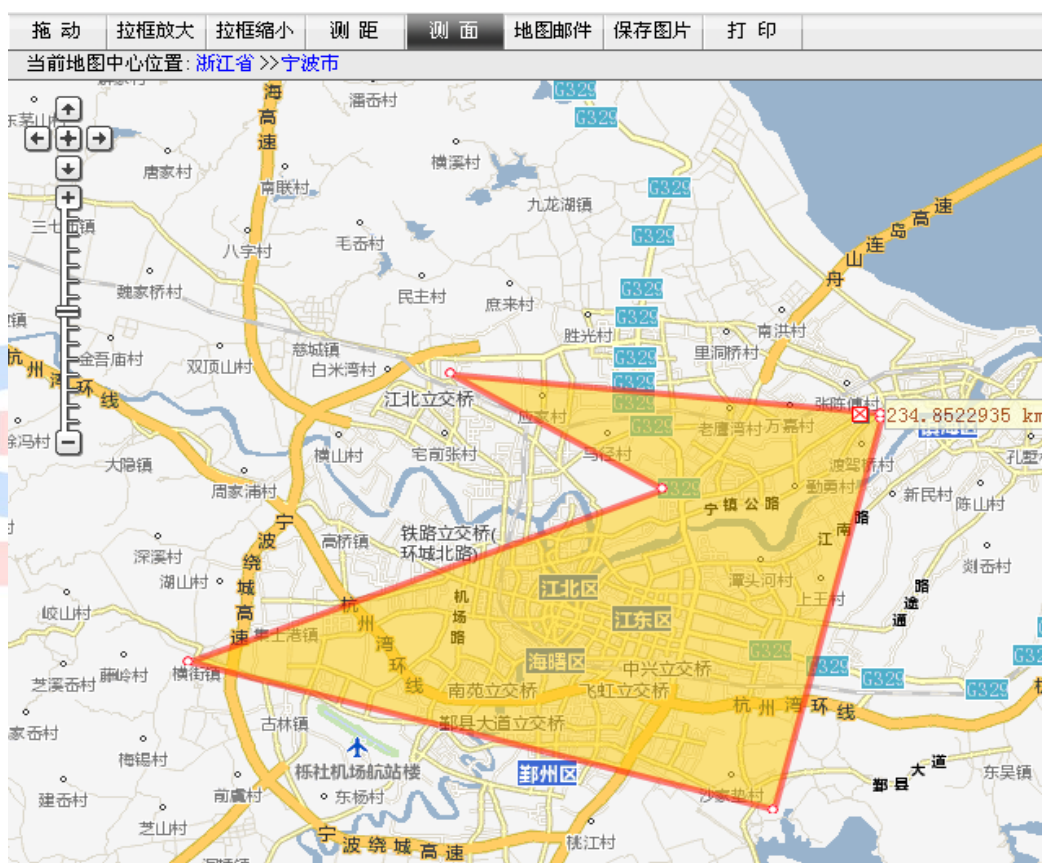 拖 动 拉框放大 拉框缩小 测 距 测 面 地图邮件 保存图片 打 印
当前地图中心位置: 浙江省 >>宁波市
G329
海高速
潘岙村
G329
横溪村
唐家村
南联村
G329
九龙湖镇
舟山连岛高速
八字村
毛岙村
G329
魏家桥村
民主村
庶来村
G329
胜光村
G329
南洪村
慈城镇
里洞桥村
杭州湾环线
金吾庙村
双顶山村
白米湾村
G329
G329
江北立交桥
应家村
G329
张陈傅村
234.8522935 km
G329
老鹰湾村
万嘉村
大隐镇
横山村
宅前张村
马径村
渡驾桥村
周家浦村
G329
勤勇村
新民村
陈山村
宁镇公路
江南路
宁波绕城高速
高桥镇
铁路立交桥(
环城北路)
深溪村
湖山村
江北区
潭头河村
剡岙村
岐山村
机场路
杭州湾环线
江东区
上王村
通途路
集士港镇
海曙区
G329
G329
G329
G329
芝溪岙村
薛岭村
横街镇
中兴立交桥
南苑立交桥
飞虹立交桥
杭州湾环线
古林镇
鄞县大道立交桥
梅锡村
栎社机场航站楼
鄞州区
鄞县大道
东吴镇
建岙村
前虞村
东杨村
沙家垫村
芝山村
宁波绕城高速
桃江村